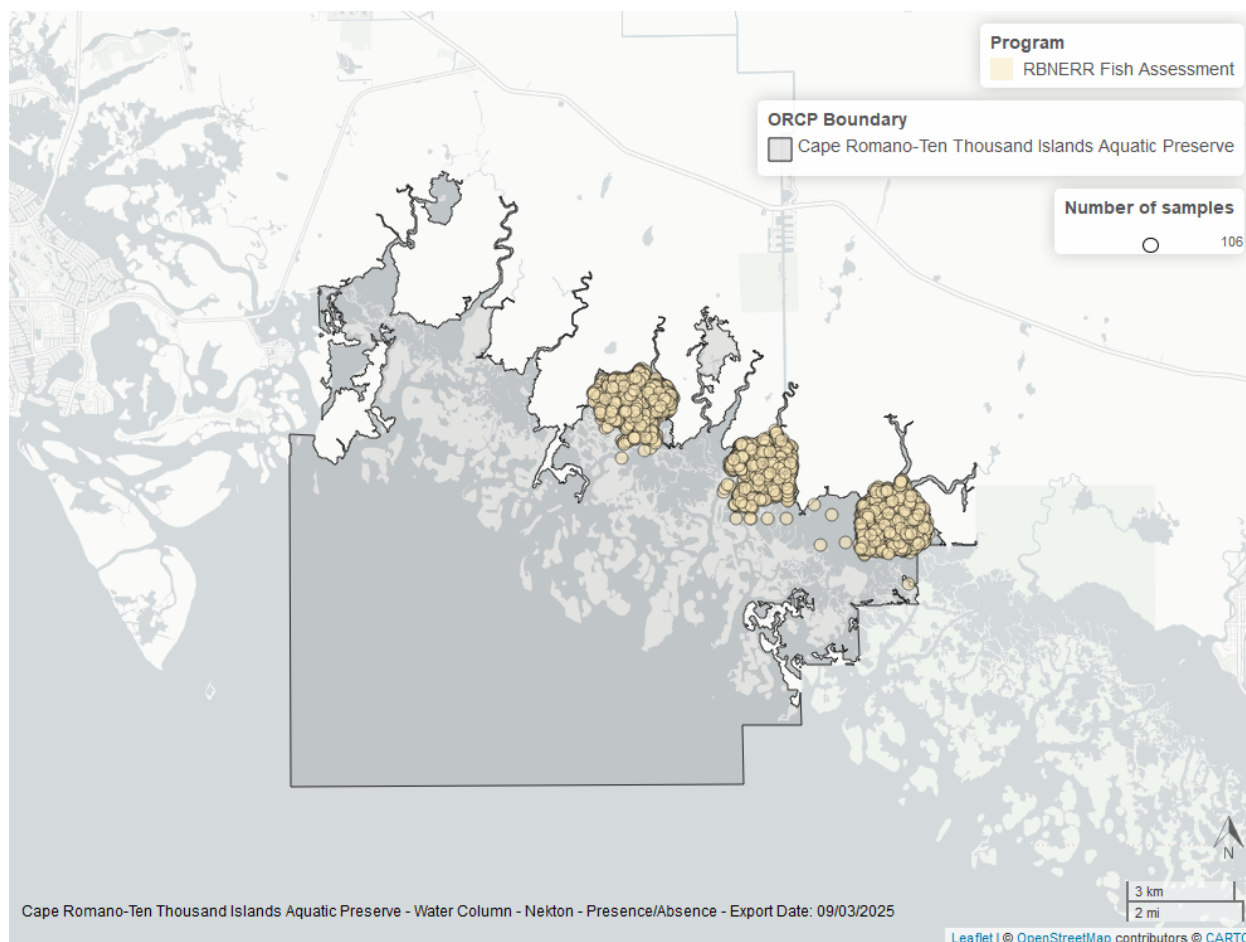 Program
RBNERR Fish Assessment
ORCP Boundary
Cape Romano-Ten Thousand Islands Aquatic Preserve
Number of samples
106
N
3 km
2 mi
Cape Romano-Ten Thousand Islands Aquatic Preserve - Water Column - Nekton - Presence/Absence - Export Date: 09/03/2025
Leaflet | © OpenStreetMap contributors © CARTO